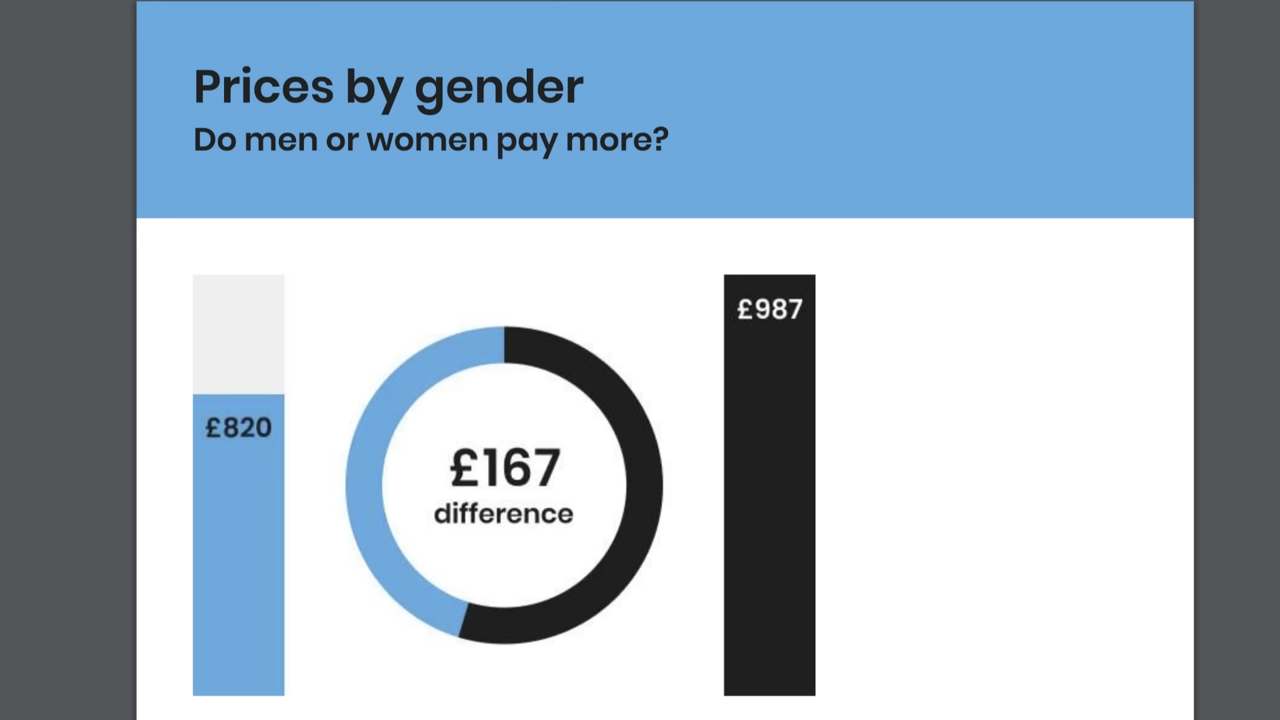 Prices by gender
Do men or women pay more?
£987
£820
£167
difference